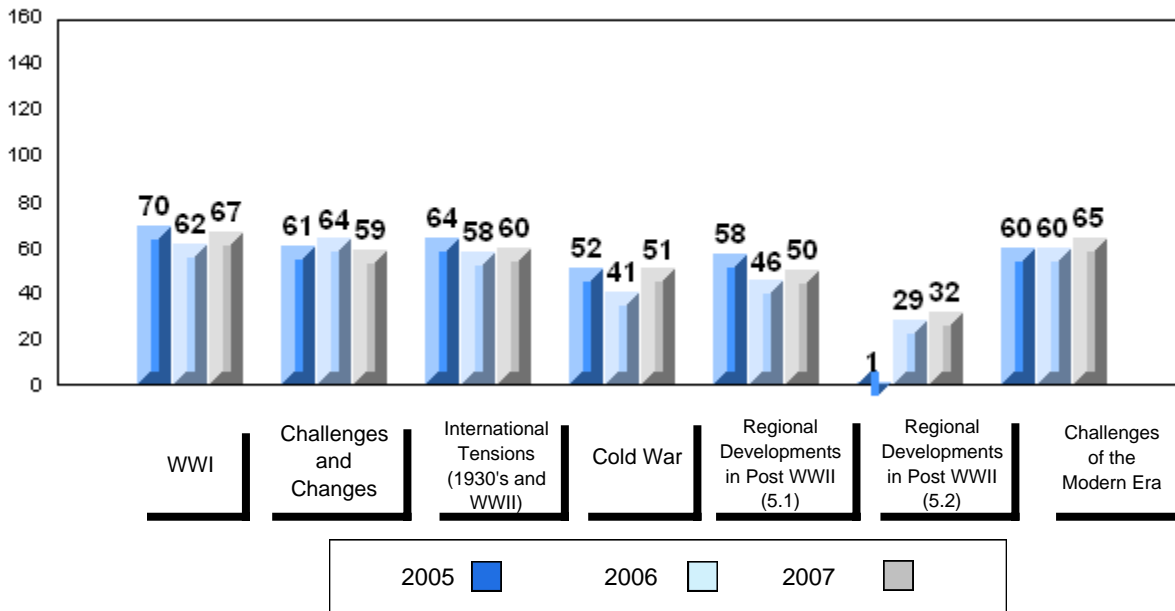 160
140
120
100
80
60
40
20
0
70
62
67
61
64
59
64
58
60
52
41
51
58
46
50
1
29
32
60
60
65
WWI
Challenges
and
Changes
International
Tensions
(1930's and
WWII)
Cold War
Regional
Developments
in Post WWII
(5.1)
Regional
Developments
in Post WWII
(5.2)
Challenges
of the
Modern Era
2005 2006 2007